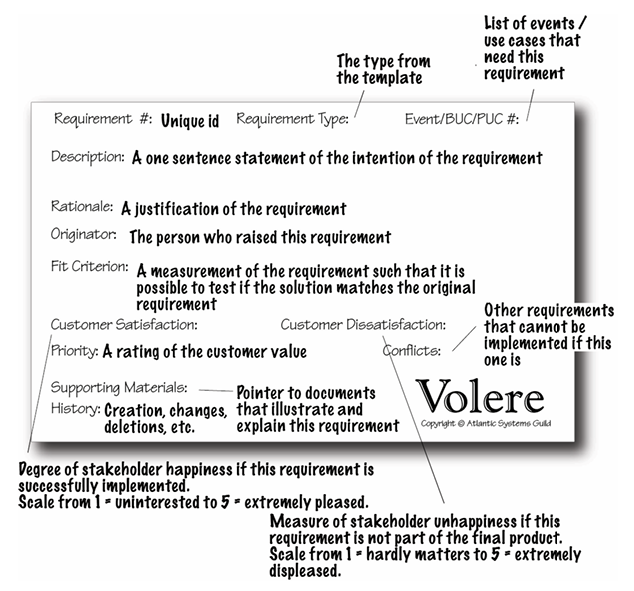 List of events /
use cases that
need this
requirement
The type from
the template
Requirement #: Unique id Requirement Type: Event/BUC/PUC #:
Description: A one sentence statement of the intention of the requirement
Rationale: A justification of the requirement
Originator: The person who raised this requirement
Fit Criterion: A measurement of the requirement such that it is
possible to test if the solution matches the original
requirement
Other requirements
that cannot be
implemented if this
one is
Customer Satisfaction: Customer Dissatisfaction:
Priority: A rating of the customer value Conflicts:
Supporting Materials: Pointer to documents
that illustrate and
explain this requirement
History: Creation, changes,
deletions, etc.
Volere
Copyright © Atlantic Systems Guild
Degree of stakeholder happiness if this requirement is
successfully implemented.
Scale from 1 = uninterested to 5 = extremely pleased.
Measure of stakeholder unhappiness if this
requirement is not part of the final product.
Scale from 1 = hardly matters to 5 = extremely
displeased.